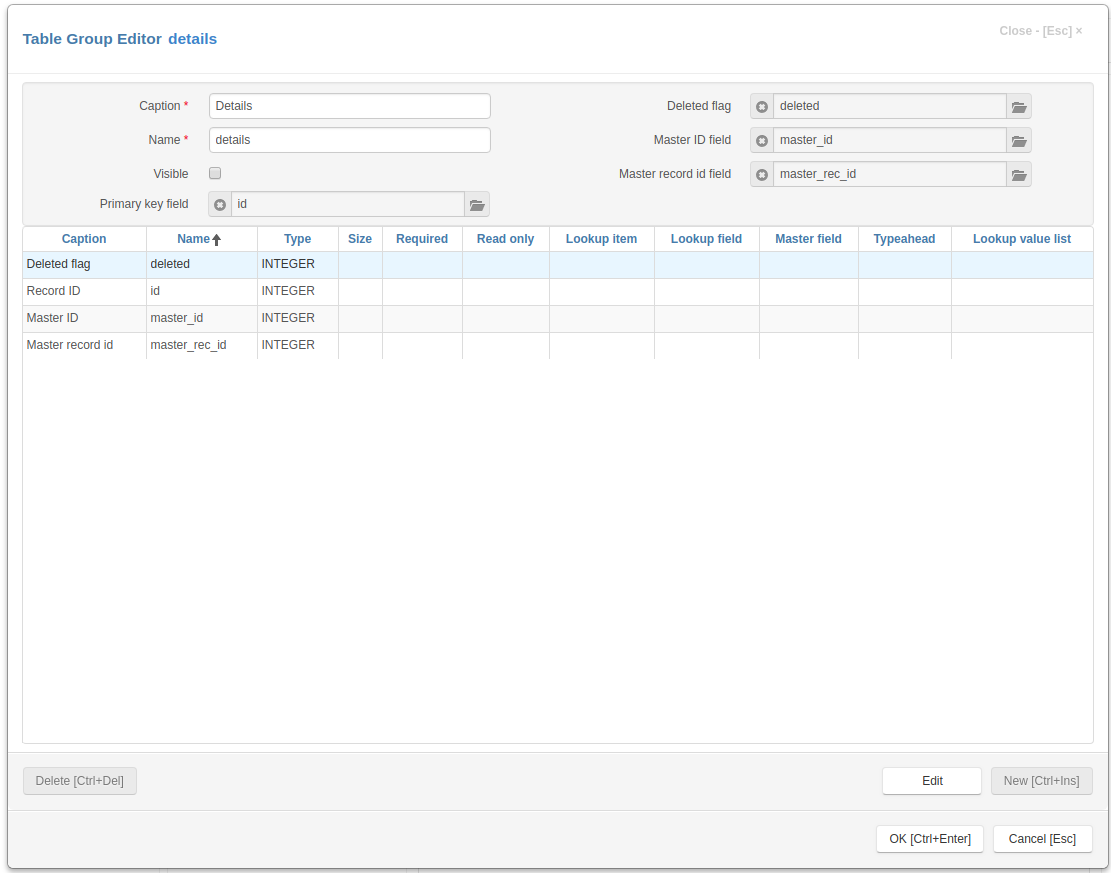 Table Group Editor details
Close - [Esc] ×
Caption * Details
Deleted flag deleted
Name * details
Master ID field master_id
Visible
Master record id field master_rec_id
Primary key field id
Caption Name Type Size Required Read only Lookup item Lookup field Master field Typeahead Lookup value list
Deleted flag deleted INTEGER
Record ID id INTEGER
Master ID master_id INTEGER
Master record id master_rec_id INTEGER
Delete [Ctrl+Del] Edit New [Ctrl+Ins]
OK [Ctrl+Enter] Cancel [Esc]